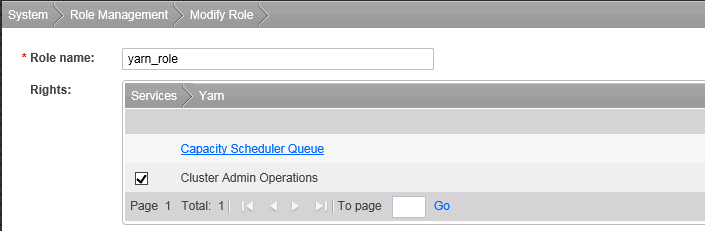 System Role Management Modify Role
* Role name: yarn_role
Rights: Services Yarn
Capacity Scheduler Queue
Cluster Admin Operations
Page 1 Total: 1 To page Go